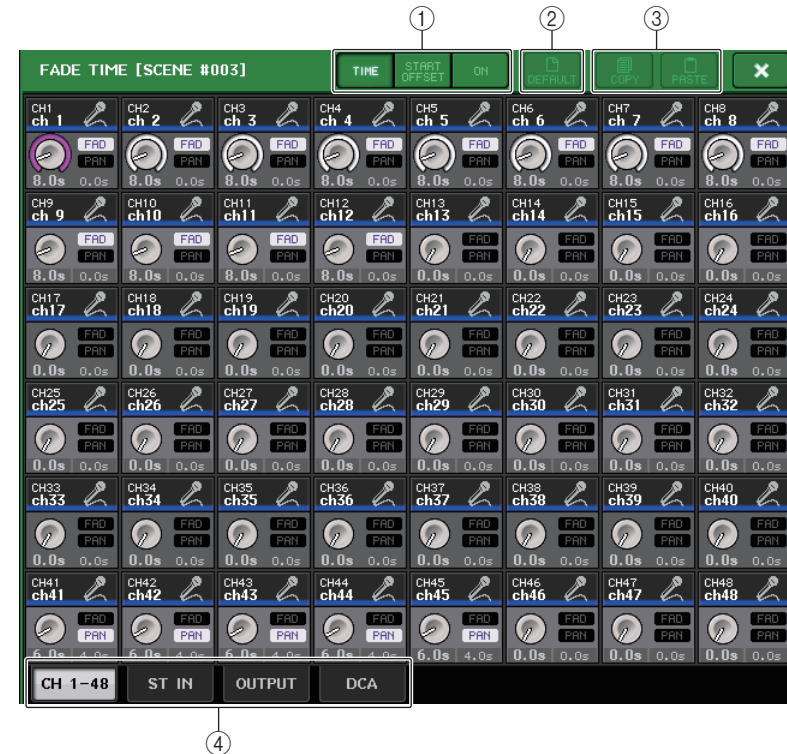 ① ② ③
FADE TIME [SCENE #003] TIME START OFFSET ON DEFAULT COPY PASTE ×
CH1 CH2 CH3 CH4 CH5 CH6 CH7 CH8
ch 1 ch 2 ch 3 ch 4 ch 5 ch 6 ch 7 ch 8
FAD FAD FAD FAD FAD FAD FAD FAD
PAN PAN PAN PAN PAN PAN PAN PAN
8.0s 0.0s 8.0s 0.0s 8.0s 0.0s 8.0s 0.0s 8.0s 0.0s 8.0s 0.0s 8.0s 0.0s 8.0s 0.0s
CH9 CH10 CH11 CH12 CH13 CH14 CH15 CH16
ch 9 ch10 ch11 ch12 ch13 ch14 ch15 ch16
FAD FAD FAD FAD FAD FAD FAD FAD
PAN PAN PAN PAN PAN PAN PAN PAN
8.0s 0.0s 8.0s 0.0s 8.0s 0.0s 8.0s 0.0s 0.0s 0.0s 0.0s 0.0s 0.0s 0.0s 0.0s 0.0s
CH17 CH18 CH19 CH20 CH21 CH22 CH23 CH24
ch17 ch18 ch19 ch20 ch21 ch22 ch23 ch24
FAD FAD FAD FAD FAD FAD FAD FAD
PAN PAN PAN PAN PAN PAN PAN PAN
0.0s 0.0s 0.0s 0.0s 0.0s 0.0s 0.0s 0.0s 0.0s 0.0s 0.0s 0.0s 0.0s 0.0s 0.0s 0.0s
CH25 CH26 CH27 CH28 CH29 CH30 CH31 CH32
ch25 ch26 ch27 ch28 ch29 ch30 ch31 ch32
FAD FAD FAD FAD FAD FAD FAD FAD
PAN PAN PAN PAN PAN PAN PAN PAN
0.0s 0.0s 0.0s 0.0s 0.0s 0.0s 0.0s 0.0s 0.0s 0.0s 0.0s 0.0s 0.0s 0.0s 0.0s 0.0s
CH33 CH34 CH35 CH36 CH37 CH38 CH39 CH40
ch33 ch34 ch35 ch36 ch37 ch38 ch39 ch40
FAD FAD FAD FAD FAD FAD FAD FAD
PAN PAN PAN PAN PAN PAN PAN PAN
0.0s 0.0s 0.0s 0.0s 0.0s 0.0s 0.0s 0.0s 0.0s 0.0s 0.0s 0.0s 0.0s 0.0s 0.0s 0.0s
CH41 CH42 CH43 CH44 CH45 CH46 CH47 CH48
ch41 ch42 ch43 ch44 ch45 ch46 ch47 ch48
FAD FAD FAD FAD FAD FAD FAD FAD
PAN PAN PAN PAN PAN PAN PAN PAN
6.0s 4.0s 6.0s 4.0s 6.0s 4.0s 6.0s 4.0s 6.0s 4.0s 0.0s 0.0s 0.0s 0.0s 0.0s 0.0s
CH 1-48 ST IN OUTPUT DCA
④